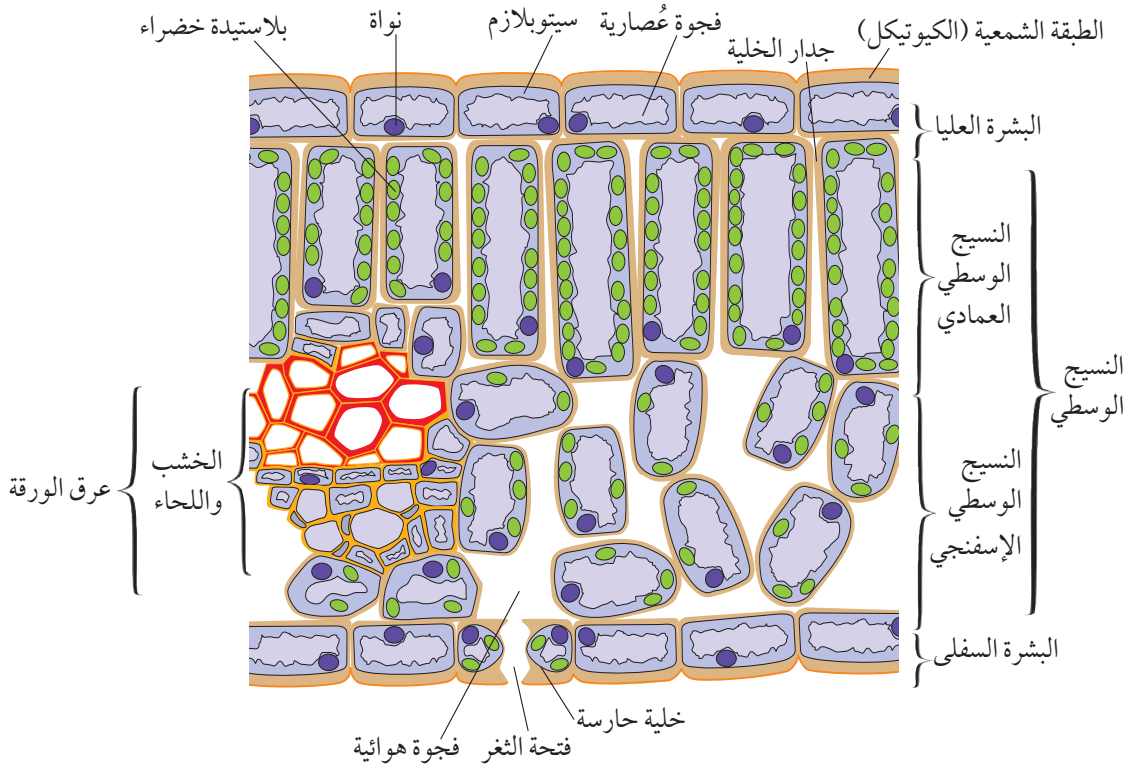 الطبقة الشمعية (الكيوتيكل)
جدار الخلية
فجوة عُصارية
سيتوبلازم
نواة
بلاستيدة خضراء
البشرة العليا
النسيج
الوسطي
العمادي
النسيج
الوسطي
النسيج
الوسطي
الإسفنجي
البشرة السفلى
الخشب
واللحاء
عرق الورقة
خلية حارسة
فتحة الثغر
فجوة هوائية